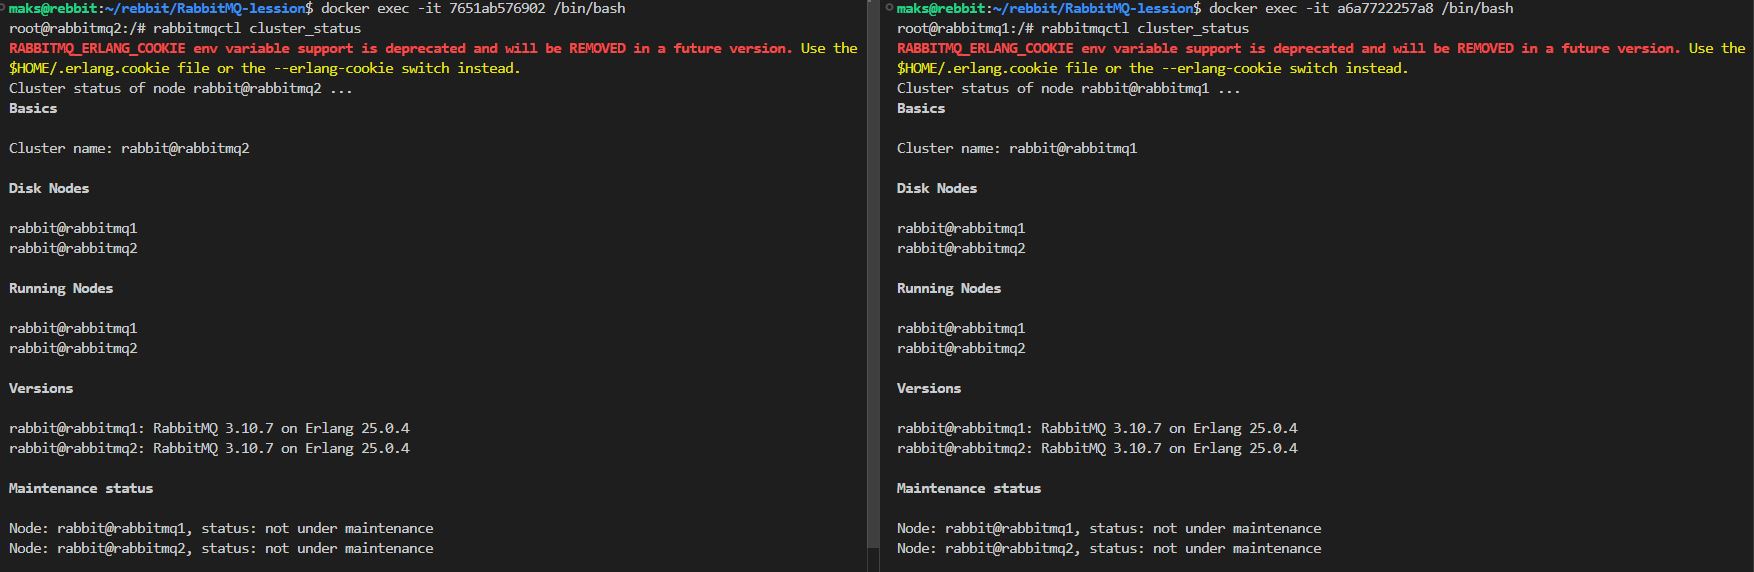 maks@rebbit:~/rebbit/RabbitMQ-lession$ docker exec -it 7651ab576902 /bin/bash
root@rabbitmq2:/# rabbitmqctl cluster_status
RABBITMQ_ERLANG_COOKIE env variable support is deprecated and will be REMOVED in a future version. Use the
$HOME/.erlang.cookie file or the --erlang-cookie switch instead.
Cluster status of node rabbit@rabbitmq2 ...
Basics
Cluster name: rabbit@rabbitmq2
Disk Nodes
rabbit@rabbitmq1
rabbit@rabbitmq2
Running Nodes
rabbit@rabbitmq1
rabbit@rabbitmq2
Versions
rabbit@rabbitmq1: RabbitMQ 3.10.7 on Erlang 25.0.4
rabbit@rabbitmq2: RabbitMQ 3.10.7 on Erlang 25.0.4
Maintenance status
Node: rabbit@rabbitmq1, status: not under maintenance
Node: rabbit@rabbitmq2, status: not under maintenance
maks@rebbit:~/rebbit/RabbitMQ-lession$ docker exec -it a6a7722257a8 /bin/bash
root@rabbitmq1:/# rabbitmqctl cluster_status
RABBITMQ_ERLANG_COOKIE env variable support is deprecated and will be REMOVED in a future version. Use the
$HOME/.erlang.cookie file or the --erlang-cookie switch instead.
Cluster status of node rabbit@rabbitmq1 ...
Basics
Cluster name: rabbit@rabbitmq1
Disk Nodes
rabbit@rabbitmq1
rabbit@rabbitmq2
Running Nodes
rabbit@rabbitmq1
rabbit@rabbitmq2
Versions
rabbit@rabbitmq1: RabbitMQ 3.10.7 on Erlang 25.0.4
rabbit@rabbitmq2: RabbitMQ 3.10.7 on Erlang 25.0.4
Maintenance status
Node: rabbit@rabbitmq1, status: not under maintenance
Node: rabbit@rabbitmq2, status: not under maintenance